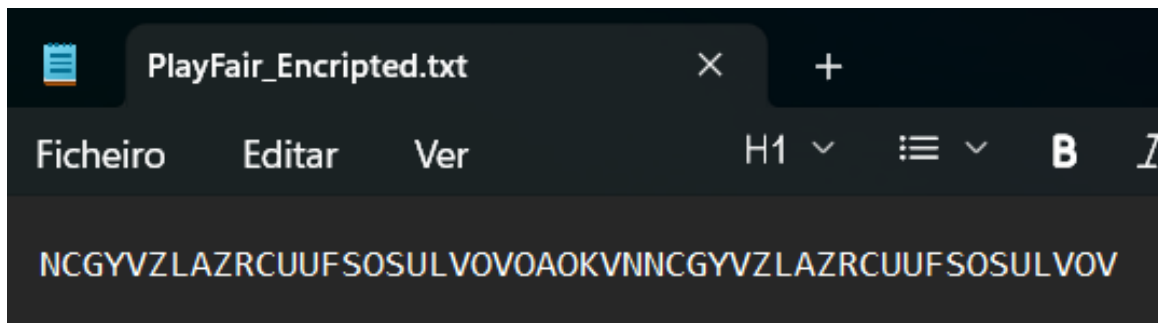 PlayFair_Encripted.txt × +
Ficheiro Editar Ver H1 B I
NCGYVZLAZRCUUFSOSULVOVOAOKVNNCGYVZLAZRCUUFSOSULVOV